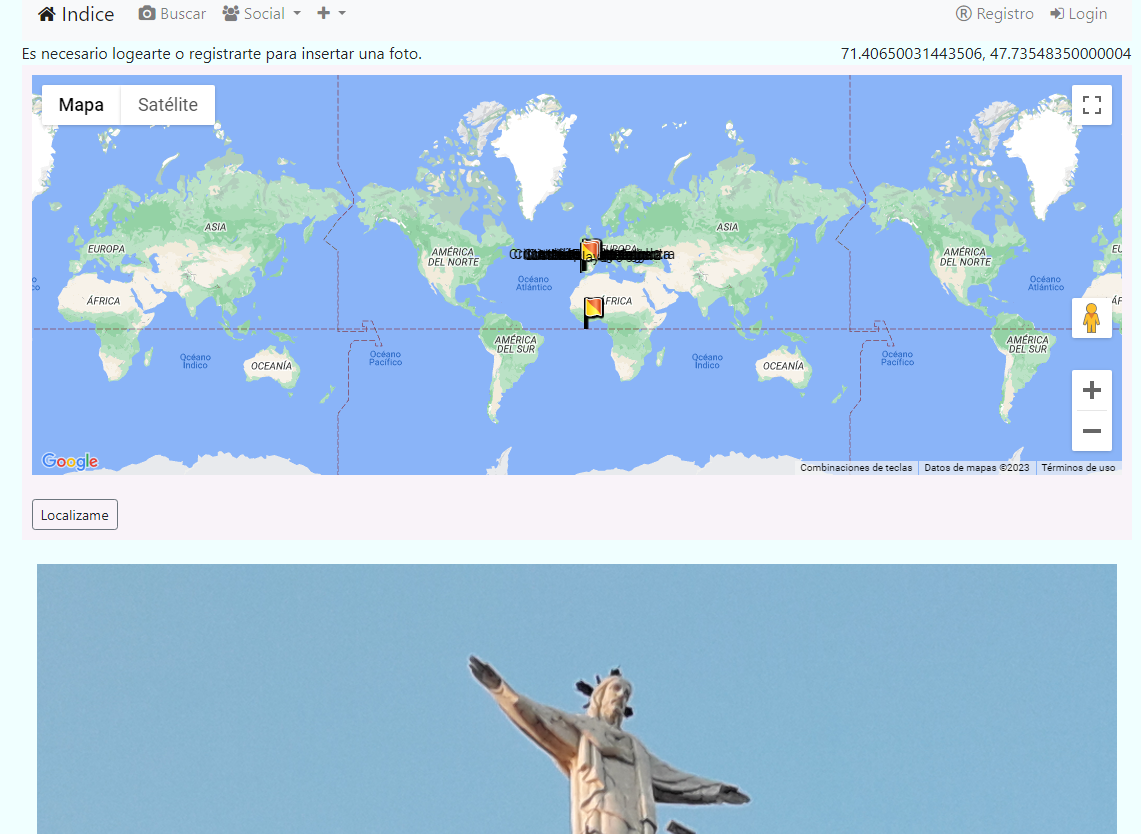 Indice Buscar Social ® Registro Login
Es necesario logearte o registrarte para insertar una foto. 71.40650031443506, 47.73548350000004
Mapa Satélite
ASIA ASIA
EUROPA AMÉRICA DEL NORTE EUROPA AMÉRICA DEL NORTE
Océano Atlántico Océano Atlántico
ÁFRICA ÁFRICA
AMÉRICA DEL SUR AMÉRICA DEL SUR
Océano Índico Océano Pacífico Océano Índico Océano Pacífico
OCEANÍA OCEANÍA
Google
Combinaciones de teclas Datos de mapas ©2023 Términos de uso
Localizame